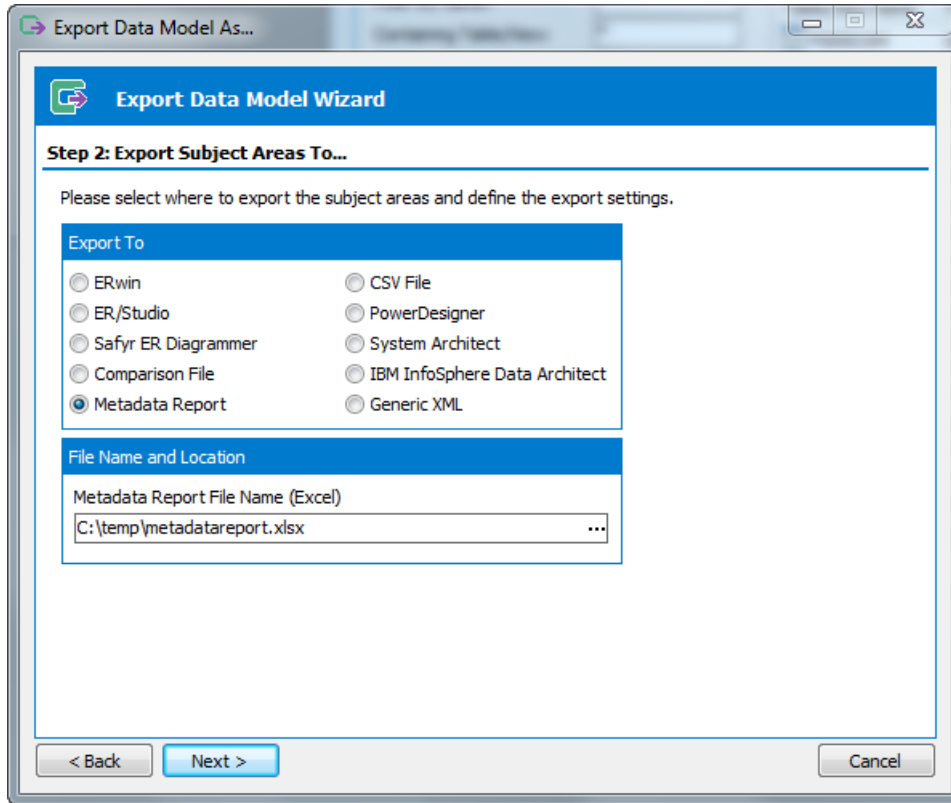 Export Data Model As...
Containing Table/View:
Export Data Model Wizard
Step 2: Export Subject Areas To...
Please select where to export the subject areas and define the export settings.
Export To
ERwin
CSV File
ER/Studio
PowerDesigner
Safyr ER Diagrammer
System Architect
Comparison File
IBM InfoSphere Data Architect
Metadata Report
Generic XML
File Name and Location
Metadata Report File Name (Excel)
C:\temp\metadatareport.xlsx ...
< Back
Next >
Cancel